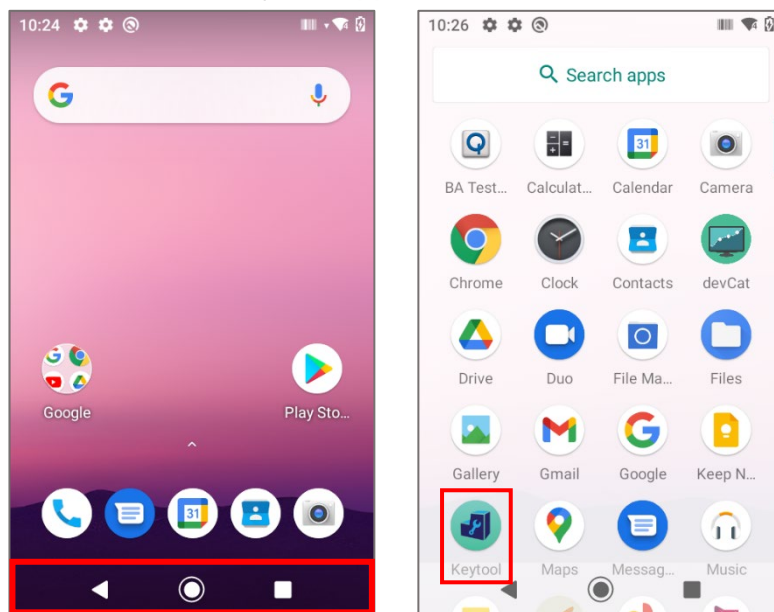 10:24
Google
Play Sto...
31
10:26
Search apps
BA Test...
Calculat...
31
Calendar
Camera
Chrome
Clock
Contacts
devCat
Drive
Duo
File Ma...
Files
Gallery
Gmail
Google
Keep N...
Keytool
Maps
Messag...
Music